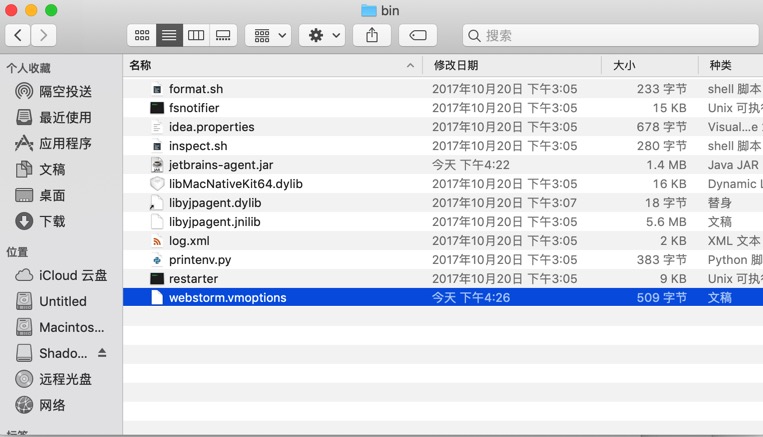 bin
搜索
个人收藏
隔空投送
最近使用
应用程序
文稿
桌面
下载
位置
iCloud 云盘
Untitled
Macintos...
Shado...
远程光盘
网络
名称 修改日期 大小 种类
format.sh 2017年10月20日 下午3:05 233 字节 shell 脚本
fsnotifier 2017年10月20日 下午3:05 15 KB Unix 可执
idea.properties 2017年10月20日 下午3:05 678 字节 Visual...e
inspect.sh 2017年10月20日 下午3:05 280 字节 shell 脚本
jetbrains-agent.jar 今天 下午4:22 1.4 MB Java JAR
libMacNativeKit64.dylib 2017年10月20日 下午3:05 16 KB Dynamic L
libyjpagent.dylib 2017年10月20日 下午3:07 18 字节 替身
libyjpagent.jnilib 2017年10月20日 下午3:05 5.6 MB 文稿
log.xml 2017年10月20日 下午3:05 2 KB XML 文本
printenv.py 2017年10月20日 下午3:05 383 字节 Python 脚
restarter 2017年10月20日 下午3:05 9 KB Unix 可执
webstorm.vmoptions 今天 下午4:26 509 字节 文稿